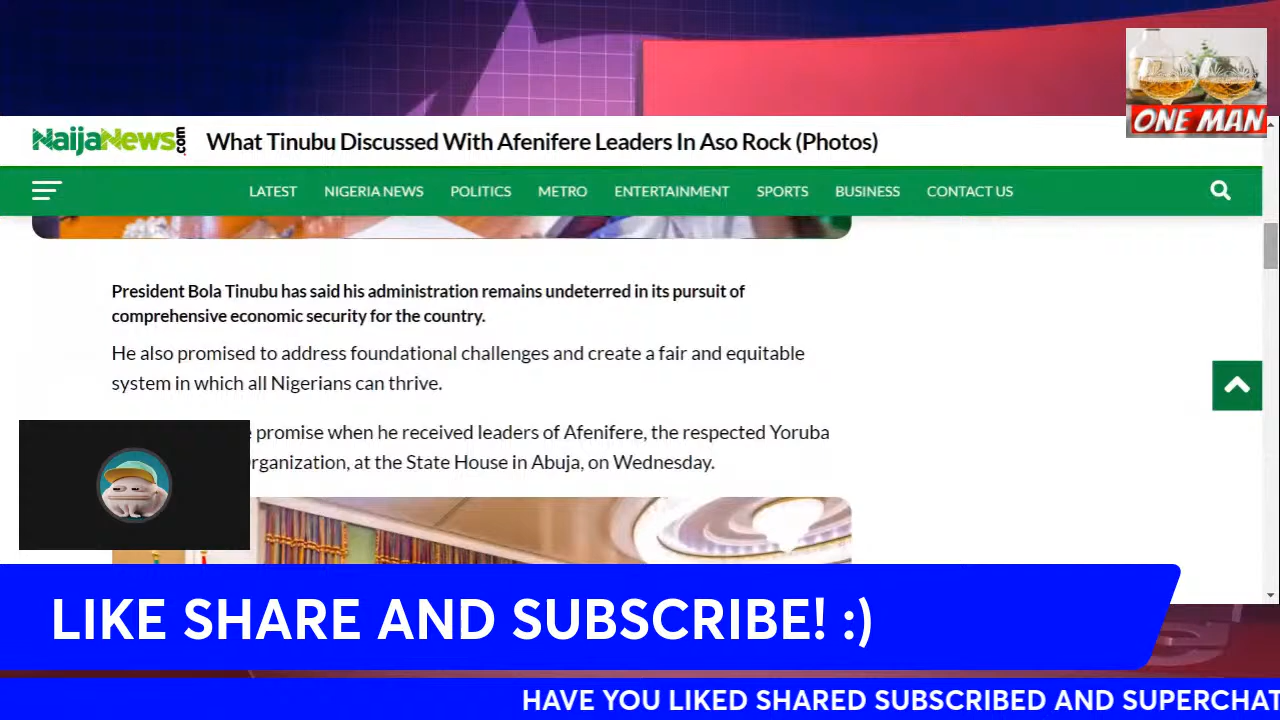 ONE MAN
NaijaNews.com
What Tinubu Discussed With Afenifere Leaders In Aso Rock (Photos)
LATEST NIGERIA NEWS POLITICS METRO ENTERTAINMENT SPORTS BUSINESS CONTACT US
President Bola Tinubu has said his administration remains undeterred in its pursuit of
comprehensive economic security for the country.
He also promised to address foundational challenges and create a fair and equitable
system in which all Nigerians can thrive.
promise when he received leaders of Afenifere, the respected Yoruba
rganization, at the State House in Abuja, on Wednesday.
LIKE SHARE AND SUBSCRIBE! :)
HAVE YOU LIKED SHARED SUBSCRIBED AND SUPERCHAT